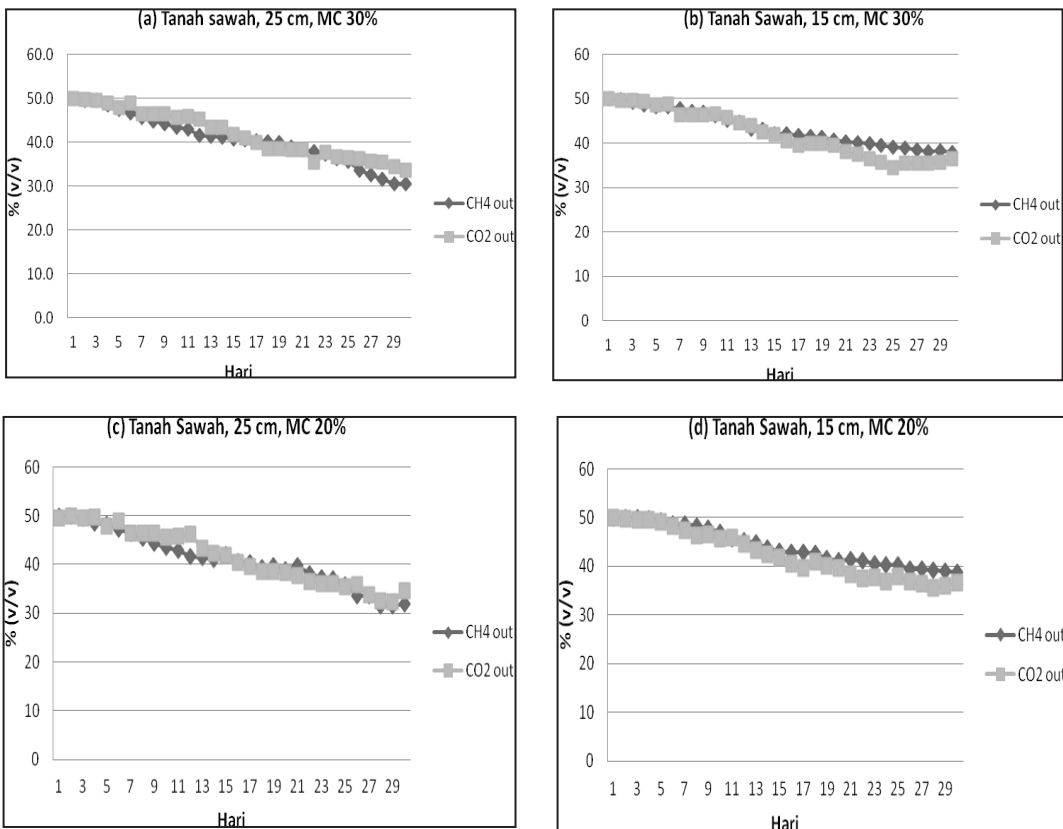 (a) Tanah sawah, 25 cm, MC 30%
60.0
50.0
40.0
30.0
20.0
10.0
0.0
% (v/v)
1 3 5 7 9 11 13 15 17 19 21 23 25 27 29
Hari
CH4 out
CO2 out
(b) Tanah Sawah, 15 cm, MC 30%
60
50
40
30
20
10
0
% (v/v)
1 3 5 7 9 11 13 15 17 19 21 23 25 27 29
Hari
CH4 out
CO2 out
(c) Tanah Sawah, 25 cm, MC 20%
60
50
40
30
20
10
0
% (v/v)
1 3 5 7 9 11 13 15 17 19 21 23 25 27 29
Hari
CH4 out
CO2 out
(d) Tanah Sawah, 15 cm, MC 20%
60
50
40
30
20
10
0
% (v/v)
1 3 5 7 9 11 13 15 17 19 21 23 25 27 29
Hari
CH4 out
CO2 out